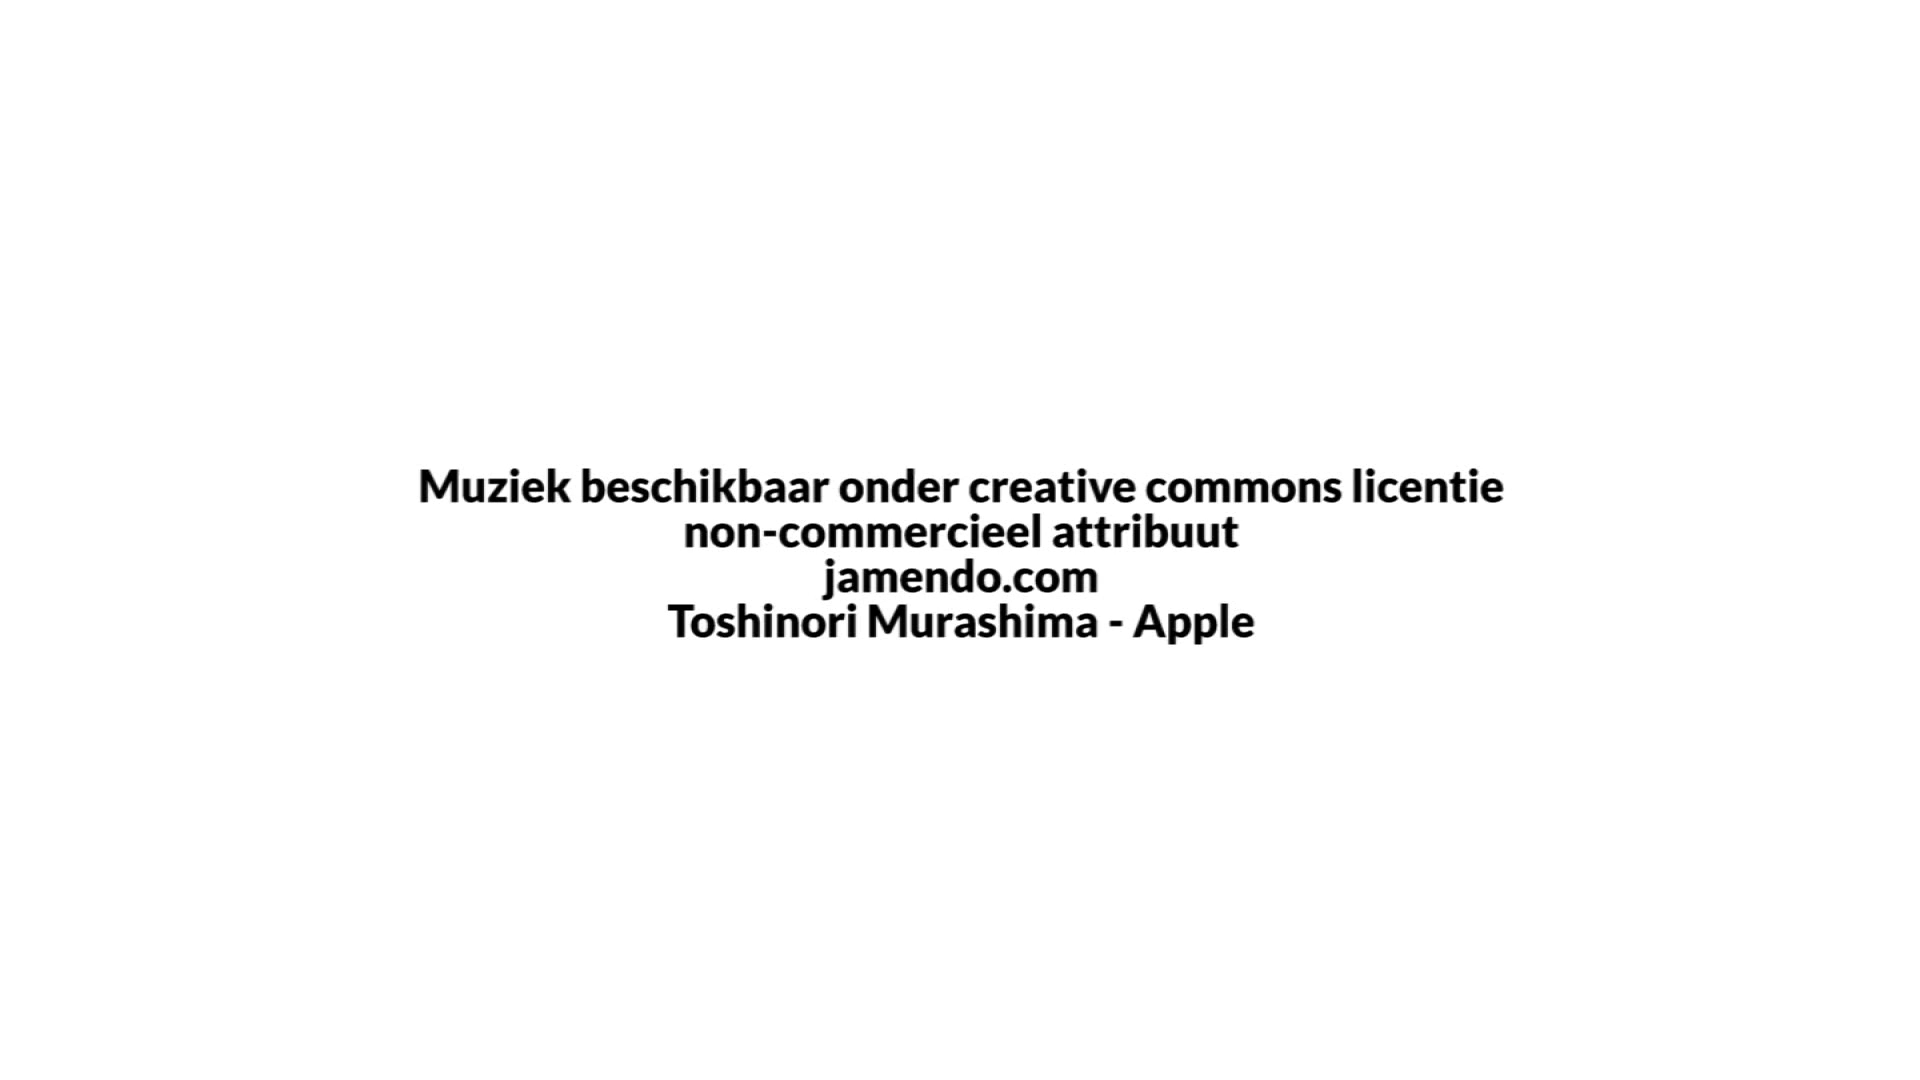 Muziek beschikbaar onder creative commons licentie
non-commercieel attribuut
jamendo.com
Toshinori Murashima - Apple